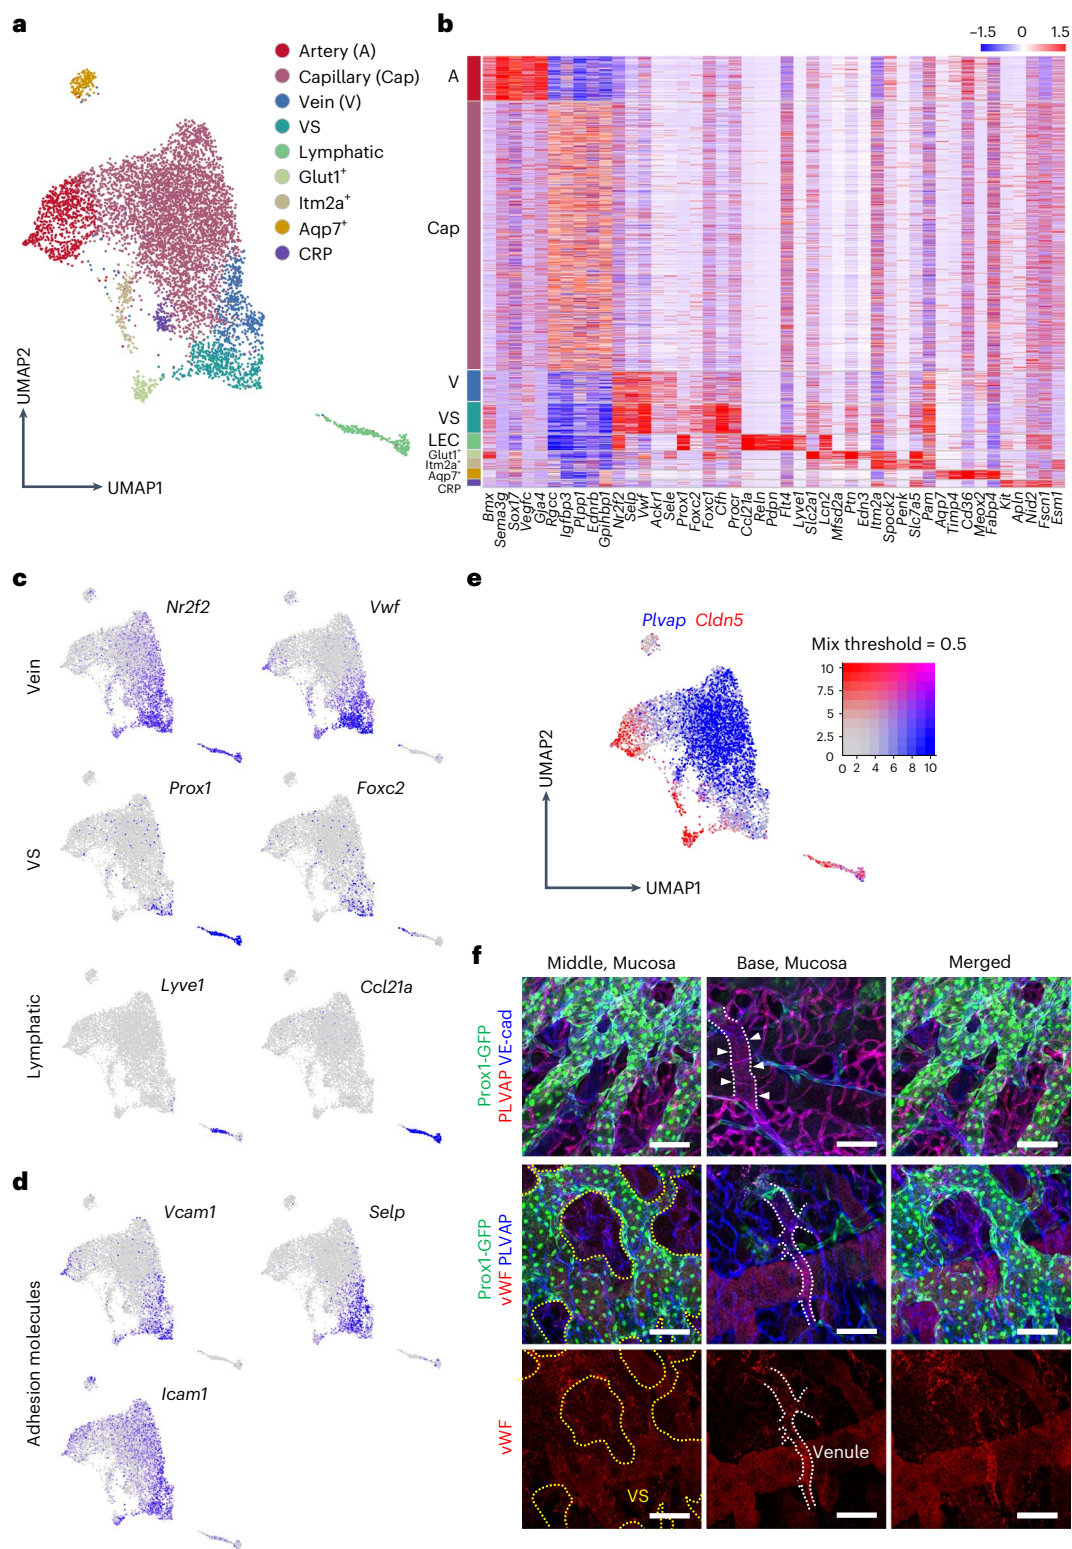 a
Artery (A)
Capillary (Cap)
Vein (V)
VS
Lymphatic
Glut1+
Itm2a+
Aqp7+
CRP
UMAP2
UMAP1
b
−1.5 0 1.5
A
Cap
V
VS
LEC
Glut1+
Itm2a+
Aqp7+
CRP
Bmx
Sema3g
Sox17
Vegfc
Gja4
Rgcc
Igfbp3
Plpp1
Ednrb
Gpihbp1
Nr2f2
Selp
Vwf
Ackr1
Sele
Prox1
Foxc2
Foxc1
Cfh
Procr
Ccl21a
Reln
Pdpn
Flt4
Lyve1
Lcn2
Slc2a1
Mfsd2a
Ptn
Edn3
Itm2a
Spock2
Penk
Slc7a5
Pam
Aqp7
Timp4
Cd36
Meox2
Fabp4
Kit
Apln
Nid2
Fscn1
Esm1
c
Vein
Nr2f2
Vwf
VS
Prox1
Foxc2
Lymphatic
Lyve1
Ccl21a
d
Adhesion molecules
Vcam1
Selp
Icam1
e
Plvap Cldn5
Mix threshold = 0.5
10
7.5
5
2.5
0
0 2 4 6 8 10
UMAP2
UMAP1
f
Middle, Mucosa
Base, Mucosa
Merged
Prox1-GFP
PLVAP VE-cad
Prox1-GFP
vWF PLVAP
vWF
VS
Venule